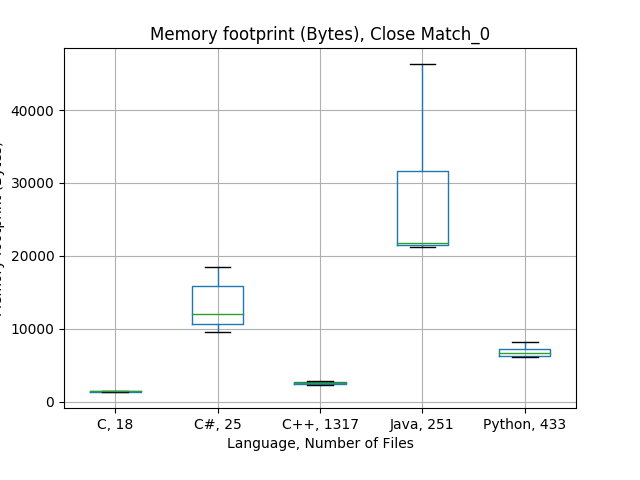 Memory footprint (Bytes), Close Match_0
40000
30000
20000
10000
0
C, 18
C#, 25
C++, 1317
Java, 251
Python, 433
Language, Number of Files